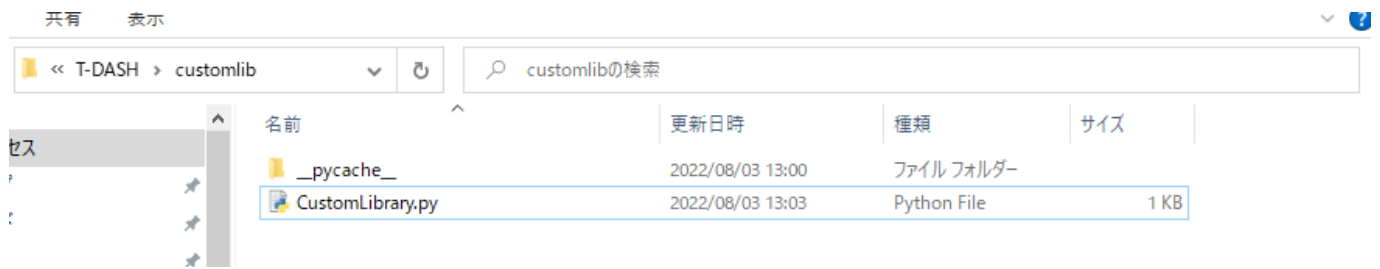 共有 表示
?
« T-DASH › customlib customlibの検索
名前 更新日時 種類 サイズ
セス
__pycache__ 2022/08/03 13:00 ファイル フォルダー
CustomLibrary.py 2022/08/03 13:03 Python File 1 KB